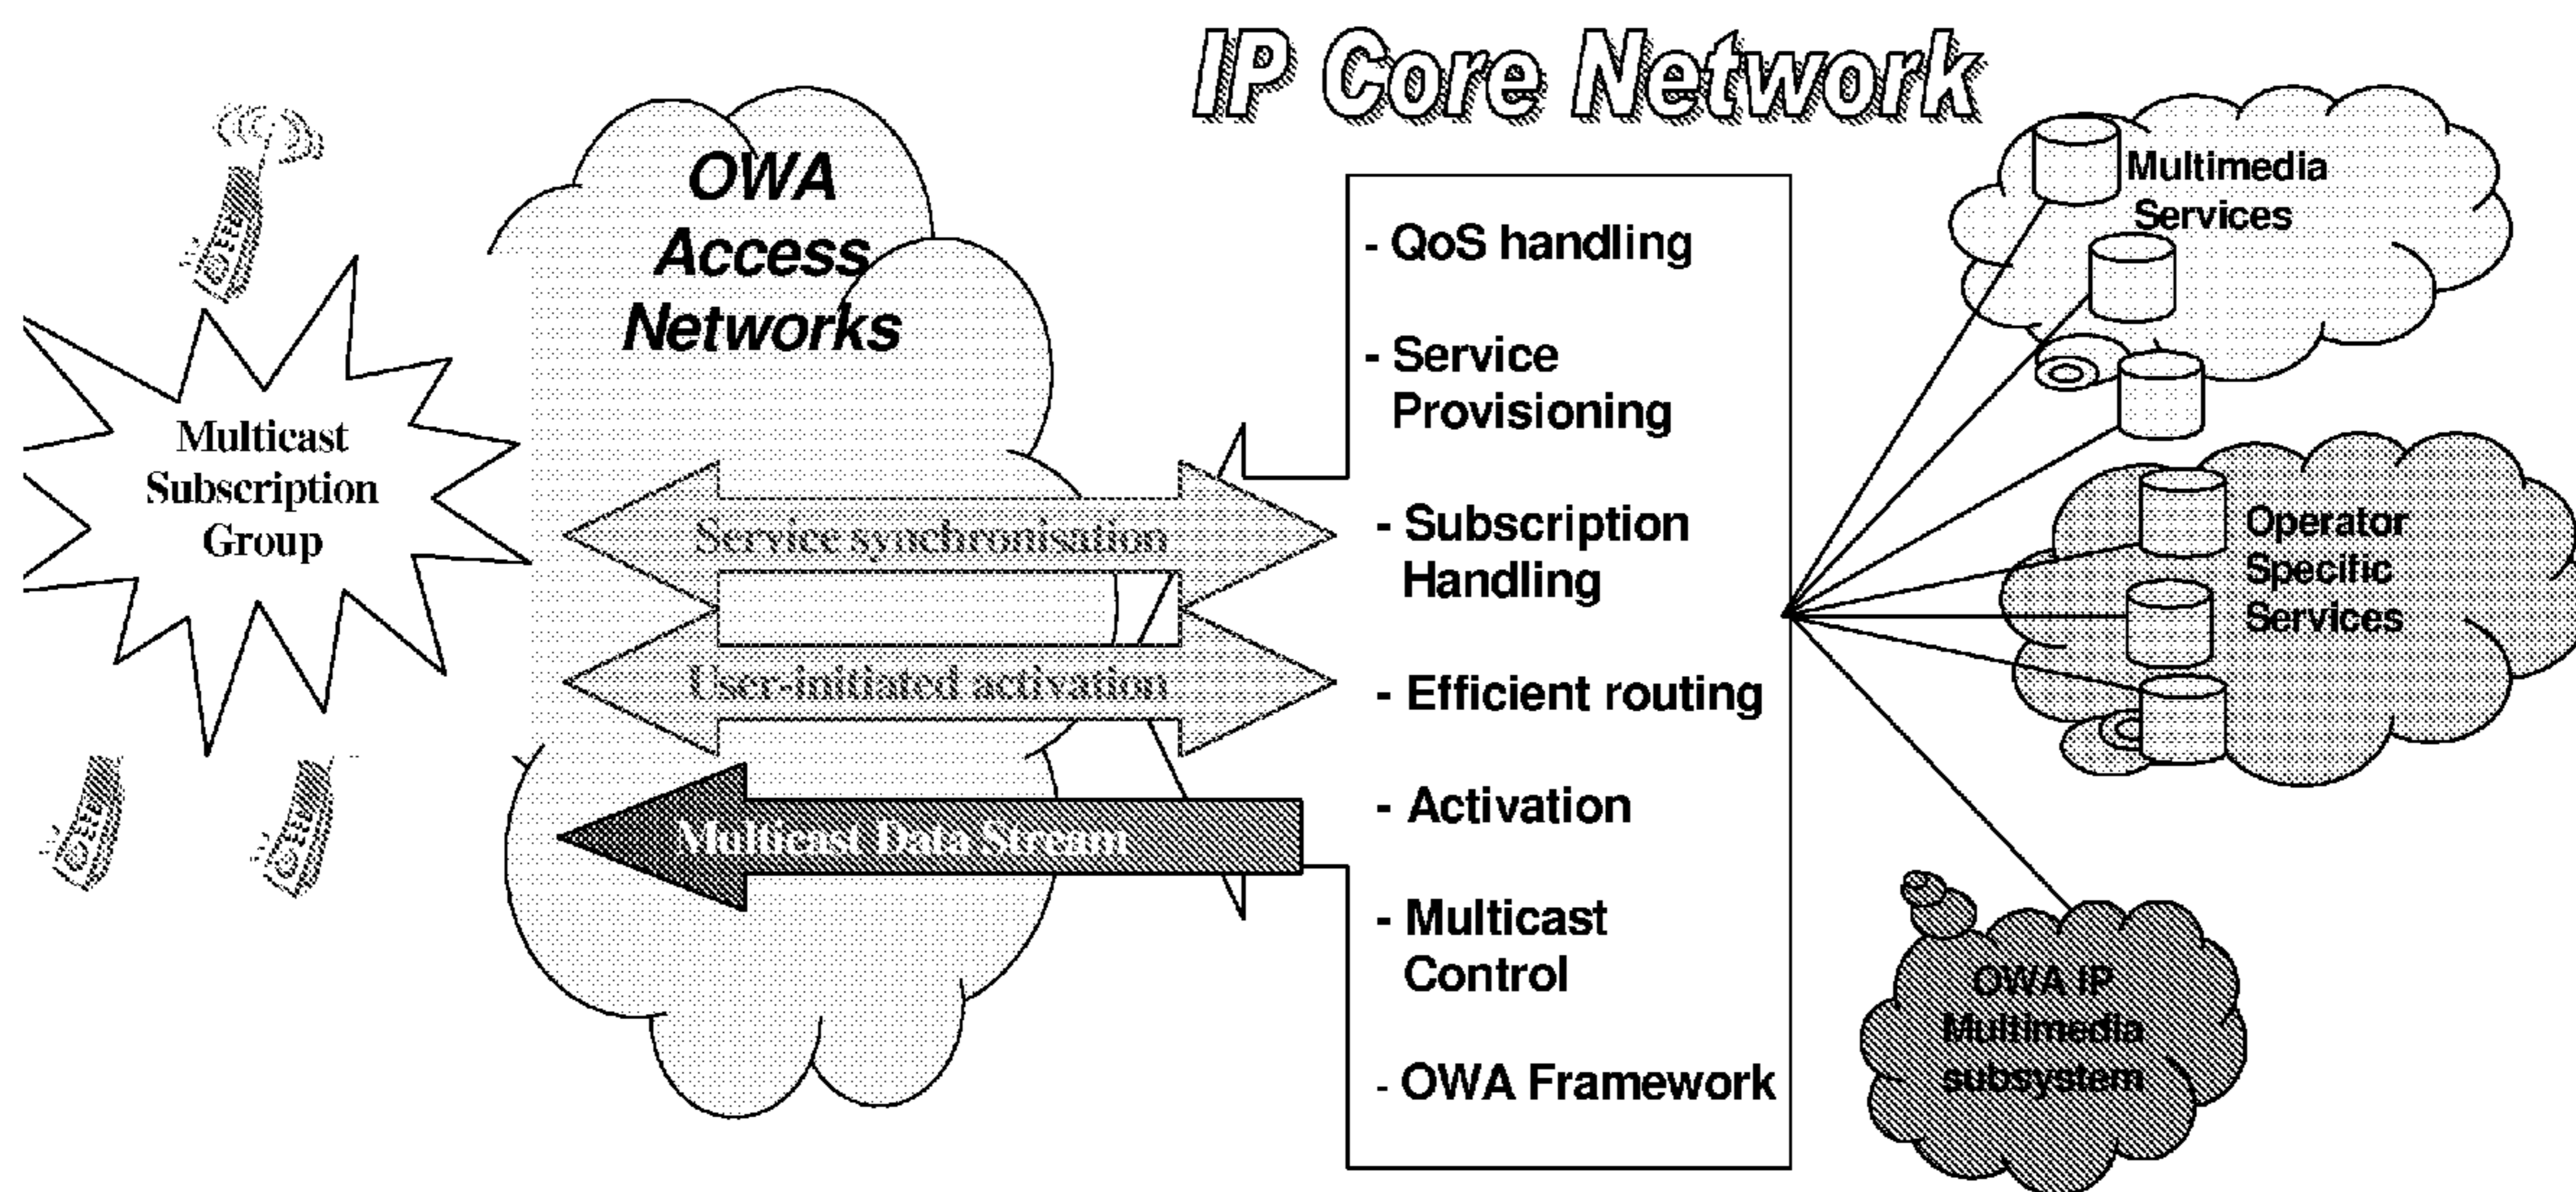 IP Core Network
OWA
Access
Networks
Multicast
Subscription
Group
Service synchronisation
User-initiated activation
Multicast Data Stream
- QoS handling
- Service
Provisioning
- Subscription
Handling
- Efficient routing
- Activation
- Multicast
Control
- OWA Framework
Multimedia
Services
Operator
Specific
Services
OWA IP
Multimedia
subsystem